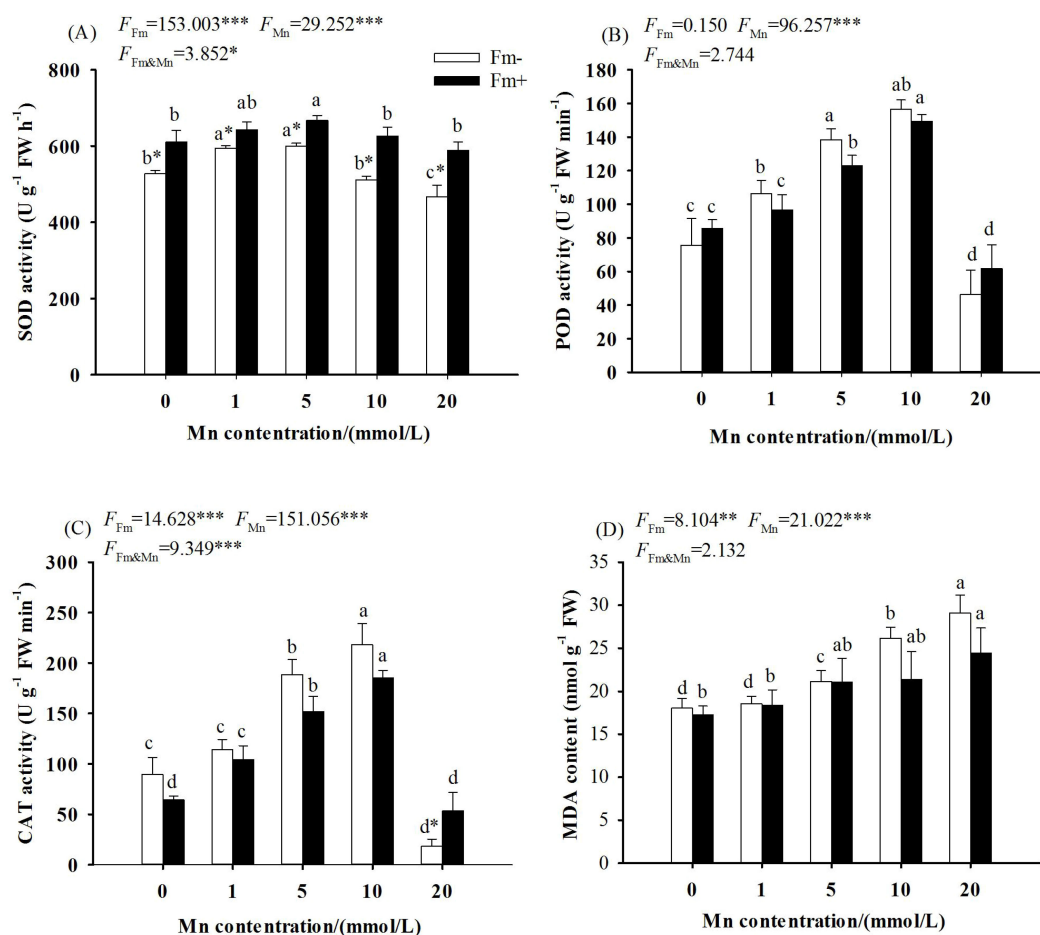 (A) F_Fm=153.003*** F_Mn=29.252***
F_Fm&Mn=3.852*
Fm-
Fm+
SOD activity (U g⁻¹ FW h⁻¹)
800
600
400
200
0
b* b a* ab a* a b* b c* b
0 1 5 10 20
Mn concentration/(mmol/L)
(B) F_Fm=0.150 F_Mn=96.257***
F_Fm&Mn=2.744
POD activity (U g⁻¹ FW min⁻¹)
180
160
140
120
100
80
60
40
20
0
c c b c a b ab a d d
0 1 5 10 20
Mn concentration/(mmol/L)
(C) F_Fm=14.628*** F_Mn=151.056***
F_Fm&Mn=9.349***
CAT activity (U g⁻¹ FW min⁻¹)
300
250
200
150
100
50
0
c d c c b b a a d* d
0 1 5 10 20
Mn concentration/(mmol/L)
(D) F_Fm=8.104** F_Mn=21.022***
F_Fm&Mn=2.132
MDA content (nmol g⁻¹ FW)
35
30
25
20
15
10
5
0
d b d b c ab b ab a a
0 1 5 10 20
Mn concentration/(mmol/L)